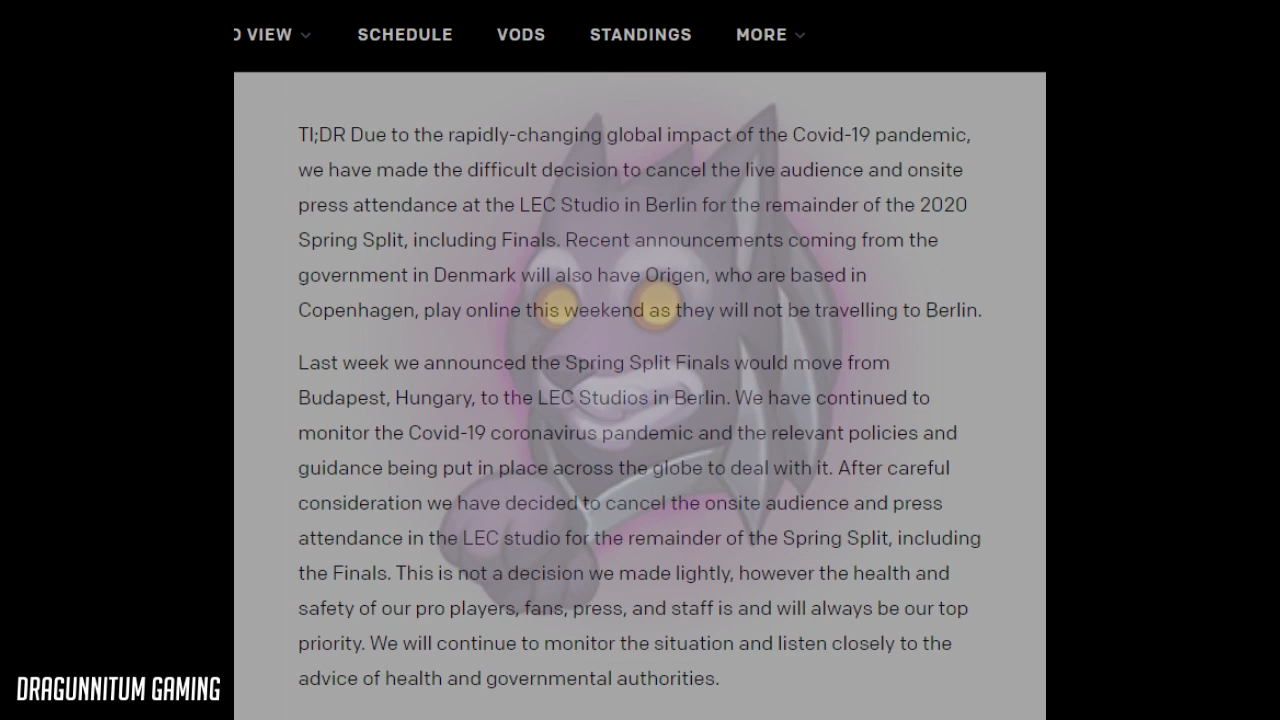 VIEW
SCHEDULE
VODS
STANDINGS
MORE
Tl;DR Due to the rapidly-changing global impact of the Covid-19 pandemic,
we have made the difficult decision to cancel the live audience and onsite
press attendance at the LEC Studio in Berlin for the remainder of the 2020
Spring Split, including Finals. Recent announcements coming from the
government in Denmark will also have Origen, who are based in
Copenhagen, play online this weekend as they will not be travelling to Berlin.
Last week we announced the Spring Split Finals would move from
Budapest, Hungary, to the LEC Studios in Berlin. We have continued to
monitor the Covid-19 coronavirus pandemic and the relevant policies and
guidance being put in place across the globe to deal with it. After careful
consideration we have decided to cancel the onsite audience and press
attendance in the LEC studio for the remainder of the Spring Split, including
the Finals. This is not a decision we made lightly, however the health and
safety of our pro players, fans, press, and staff is and will always be our top
priority. We will continue to monitor the situation and listen closely to the
advice of health and governmental authorities.
DRAGUNNITUM GAMING